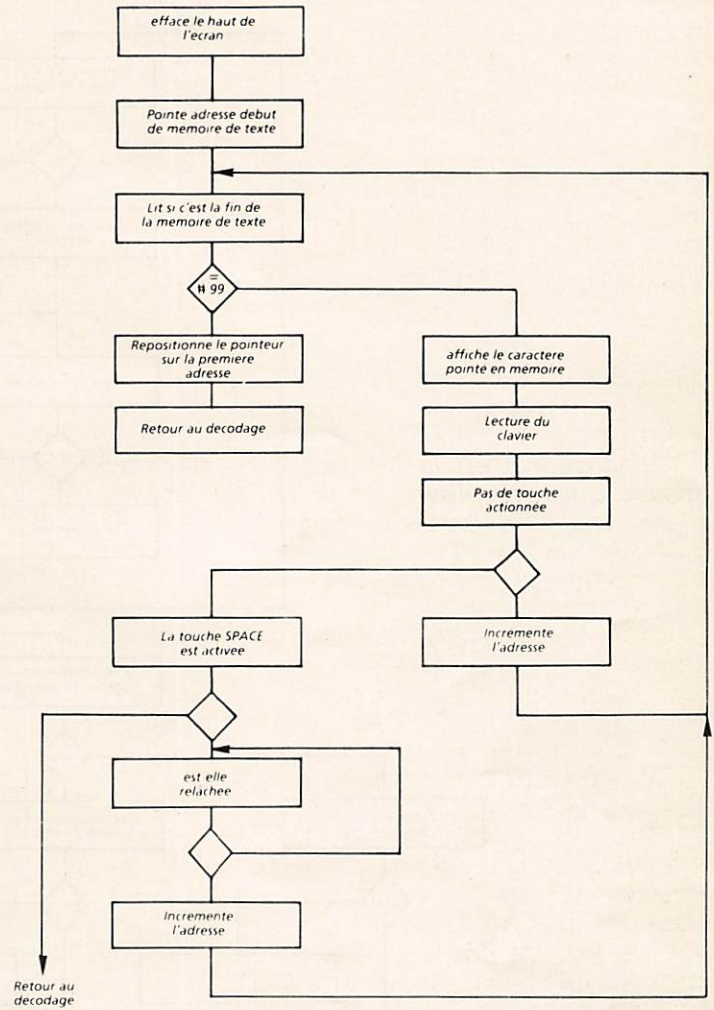 efface le haut de
l'ecran
Pointe adresse debut
de memoire de texte
Lit si c'est la fin de
la memoire de texte
=
# 99
Repositionne le pointeur
sur la premiere
adresse
affiche le caractere
pointe en memoire
Retour au decodage
Lecture du
clavier
Pas de touche
actionnée
La touche SPACE
est activee
Incremente
l'adresse
est elle
relachee
Incremente
l'adresse
Retour au
decodage